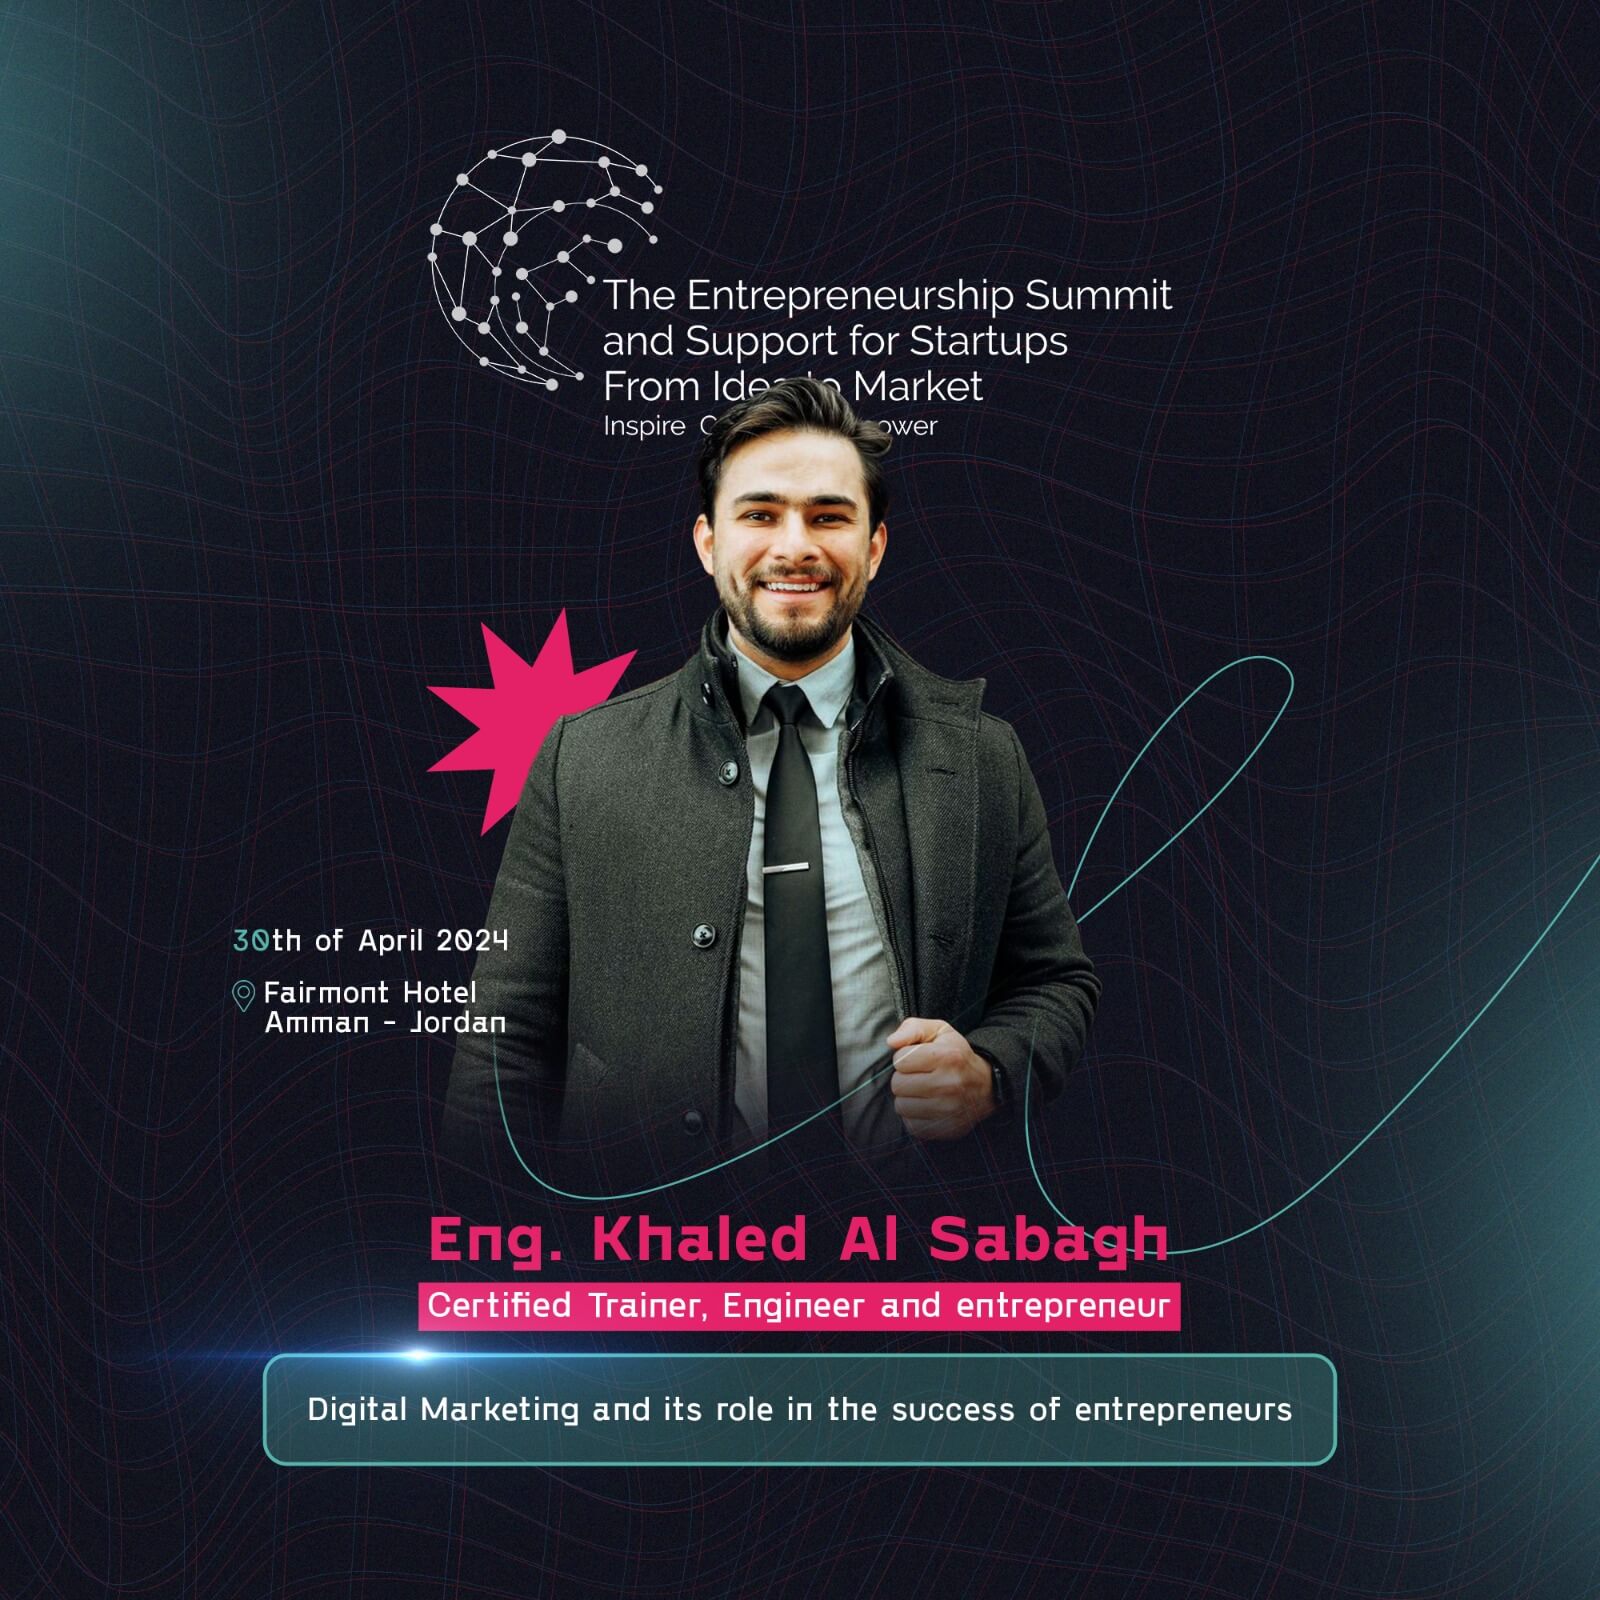 The Entrepreneurship Summit
and Support for Startups
From Idea to Market
Inspire
30th of April 2024
Fairmont Hotel
Amman - Jordan
Eng. Khaled Al Sabagh
Certified Trainer, Engineer and entrepreneur
Digital Marketing and its role in the success of entrepreneurs